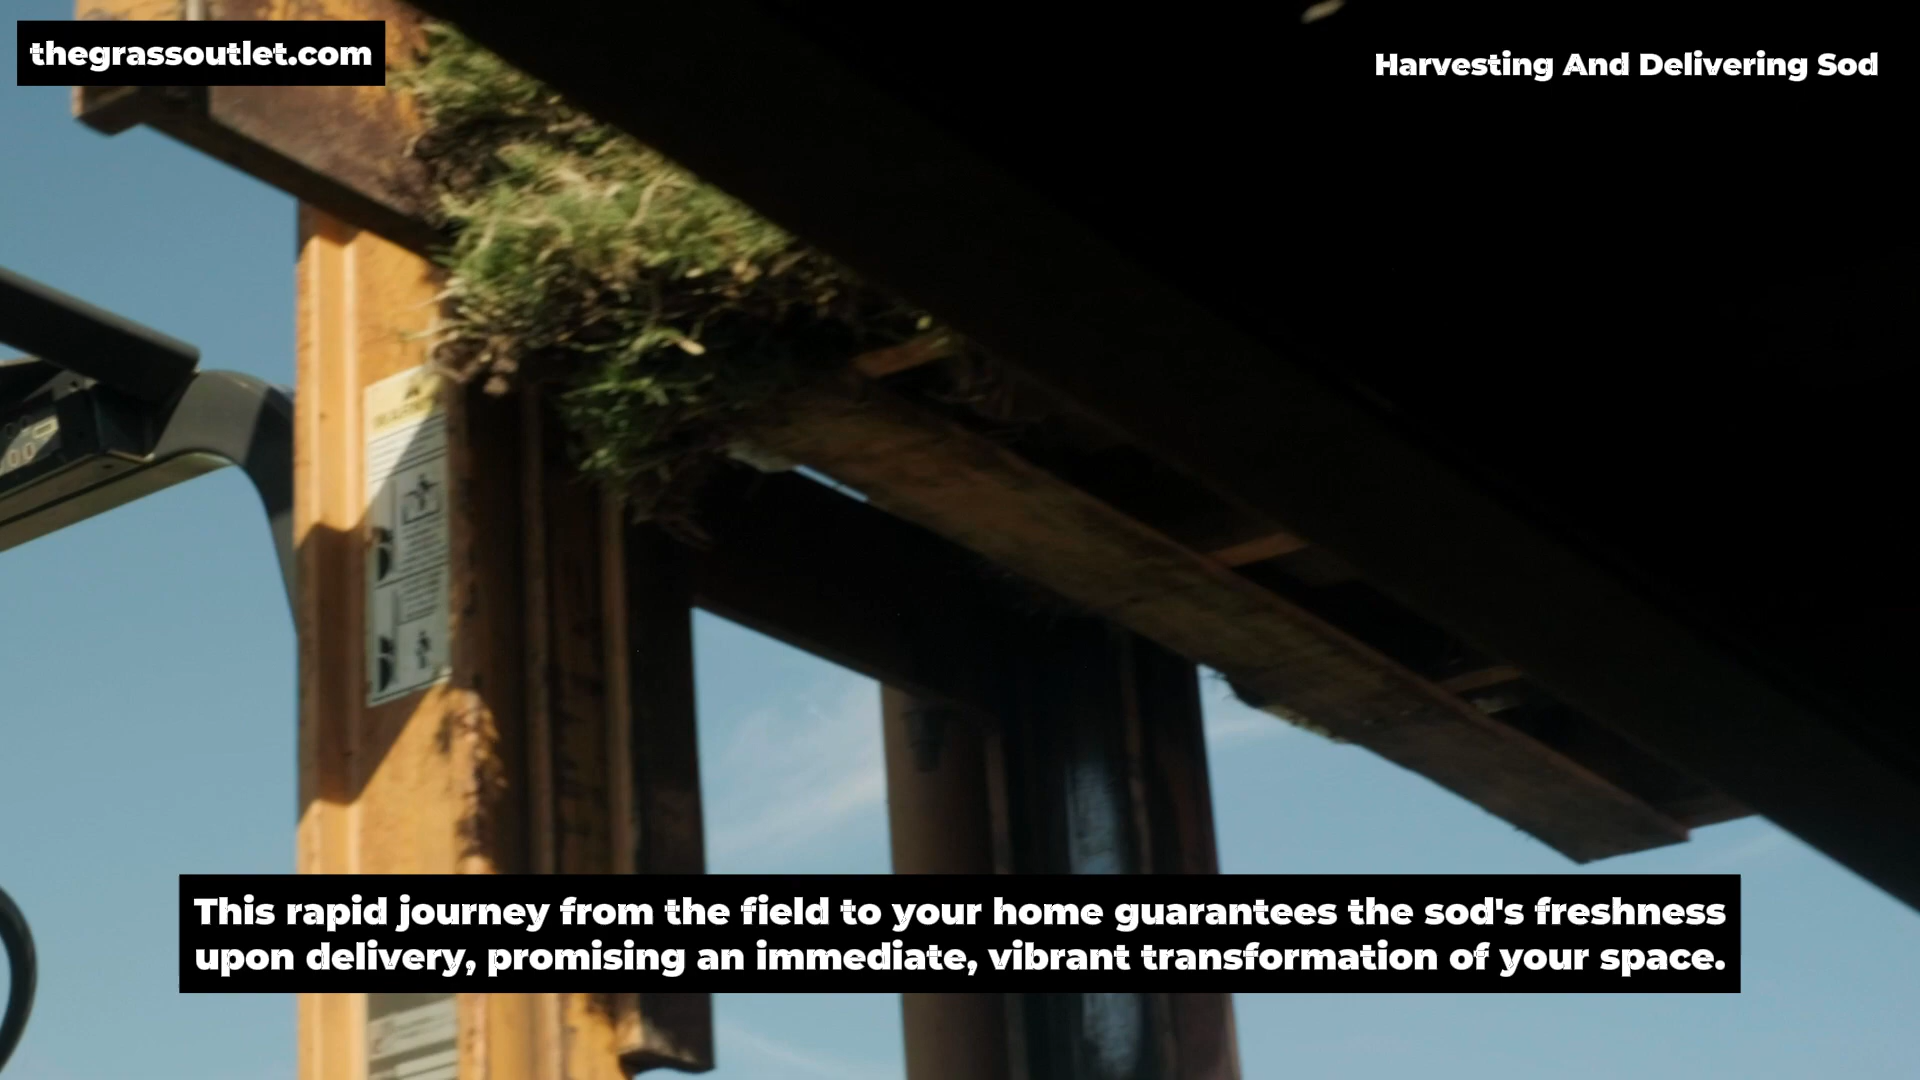 thegrassoutlet.com
Harvesting And Delivering Sod
This rapid journey from the field to your home guarantees the sod's freshness
upon delivery, promising an immediate, vibrant transformation of your space.